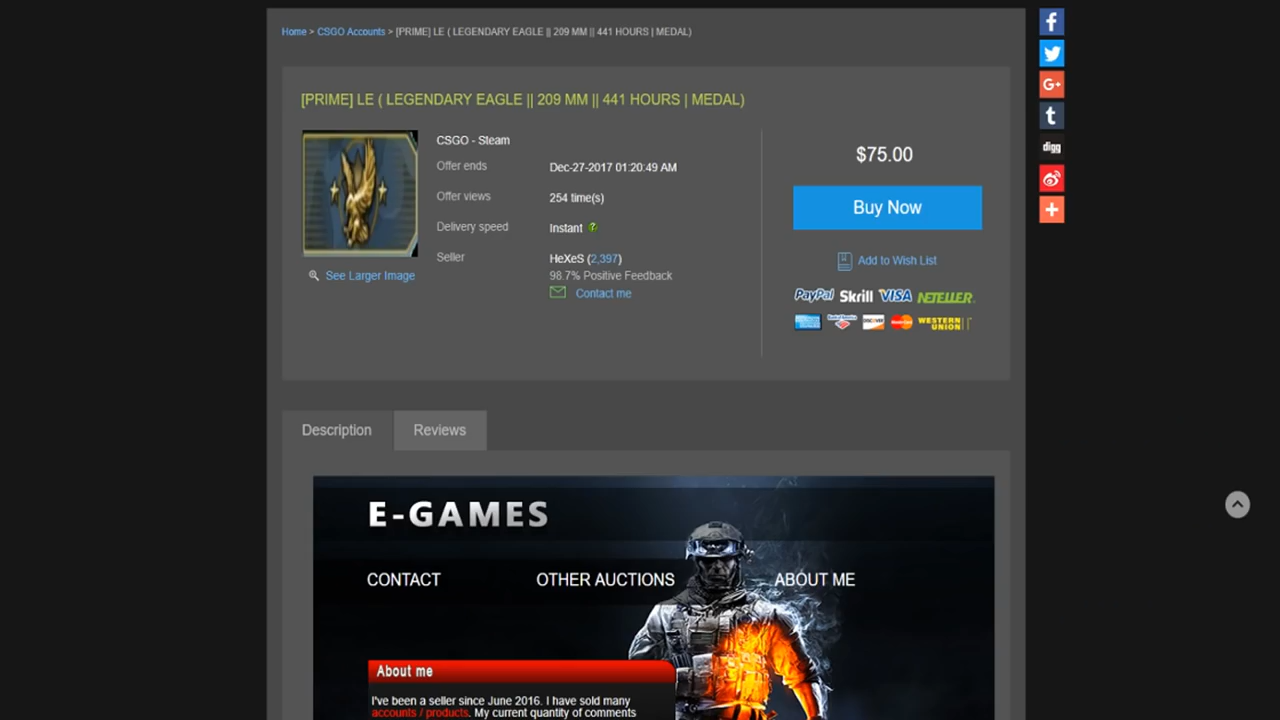 Home > CSGO Accounts > [PRIME] LE ( LEGENDARY EAGLE || 209 MM || 441 HOURS | MEDAL)
[PRIME] LE ( LEGENDARY EAGLE || 209 MM || 441 HOURS | MEDAL)
CSGO - Steam
Offer ends Dec-27-2017 01:20:49 AM
Offer views 254 time(s)
Delivery speed Instant ?
Seller HeXeS (2,397)
98.7% Positive Feedback
Contact me
See Larger Image
$75.00
Buy Now
Add to Wish List
PayPal Skrill VISA NETELLER
DISCOVER WESTERN UNION
G+
digg
Description Reviews
E-GAMES
CONTACT OTHER AUCTIONS ABOUT ME
About me
I've been a seller since June 2016. I have sold many
accounts / products. My current quantity of comments